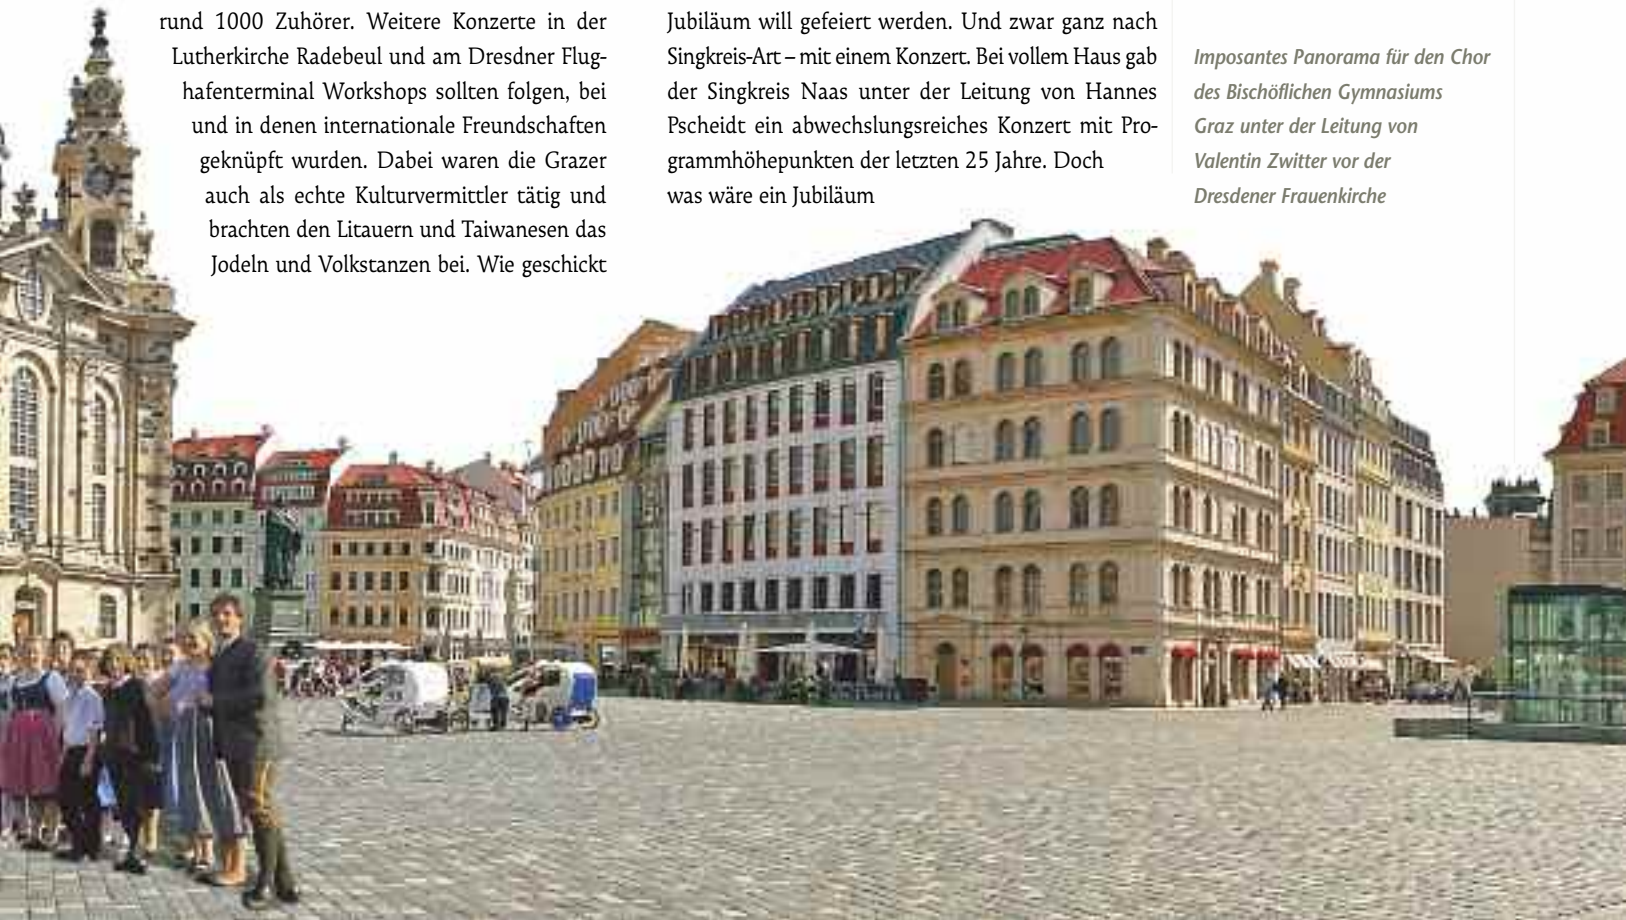 rund 1000 Zuhörer. Weitere Konzerte in der
Lutherkirche Radebeul und am Dresdner Flug-
hafenterminal Workshops sollten folgen, bei
und in denen internationale Freundschaften
geknüpft wurden. Dabei waren die Grazer
auch als echte Kulturvermittler tätig und
brachten den Litauern und Taiwanesen das
Jodeln und Volkstanzen bei. Wie geschickt
Jubiläum will gefeiert werden. Und zwar ganz nach
Singkreis-Art – mit einem Konzert. Bei vollem Haus gab
der Singkreis Naas unter der Leitung von Hannes
Pscheidt ein abwechslungsreiches Konzert mit Pro-
grammhöhepunkten der letzten 25 Jahre. Doch
was wäre ein Jubiläum
Imposantes Panorama für den Chor
des Bischöflichen Gymnasiums
Graz unter der Leitung von
Valentin Zwitter vor der
Dresdener Frauenkirche